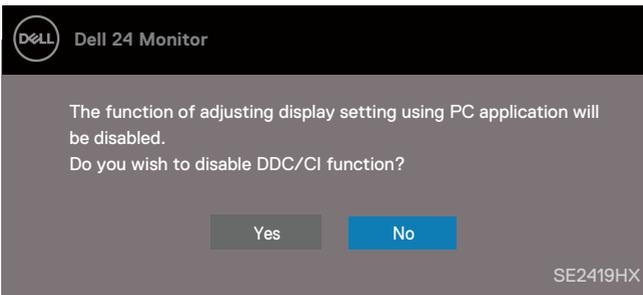 DELL Dell 24 Monitor
The function of adjusting display setting using PC application will
be disabled.
Do you wish to disable DDC/CI function?
Yes No
SE2419HX